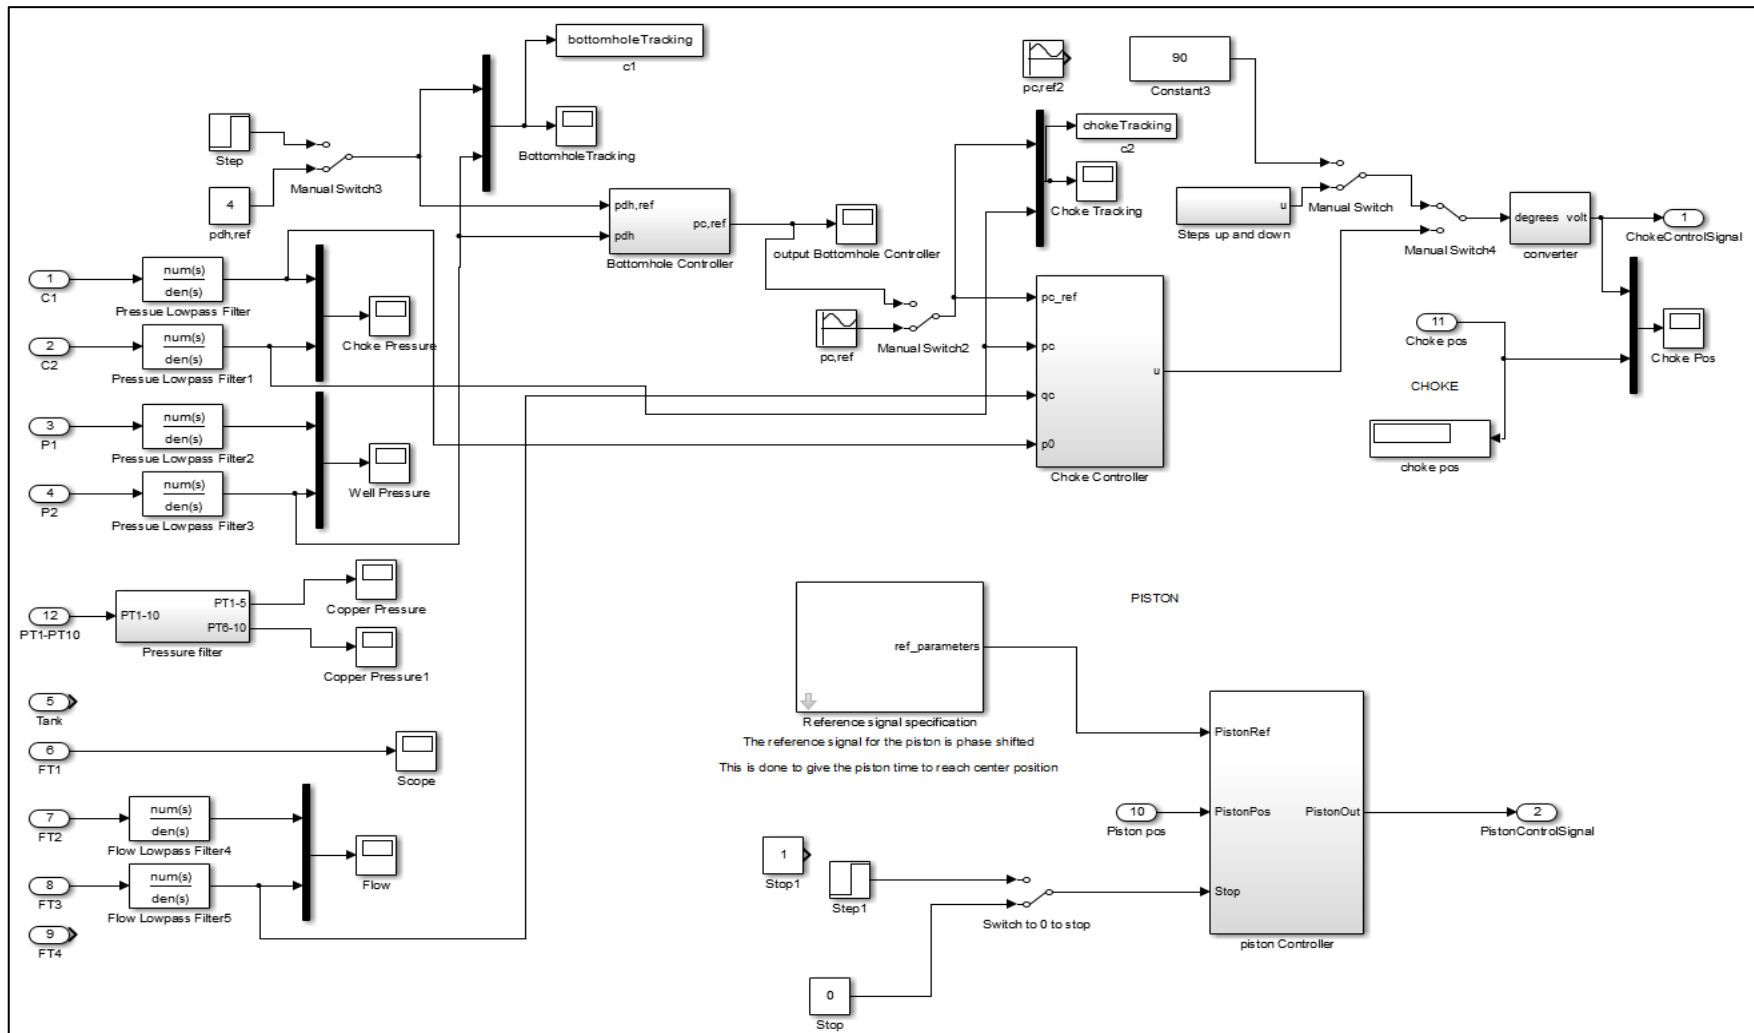 bottomholeTracking
c1
pc,ref2
90
Constant3
Step
BottomholeTracking
chokeTracking
c2
Manual Switch3
4
pdh,ref
pdh,ref
pc,ref
pdh
Bottomhole Controller
output Bottomhole Controller
Choke Tracking
u
Steps up and down
Manual Switch
Manual Switch4
degrees volt
converter
1
ChokeControlSignal
1
C1
num(s)
den(s)
Pressue Lowpass Filter
2
C2
num(s)
den(s)
Pressue Lowpass Filter1
Choke Pressure
pc,ref
Manual Switch2
pc_ref
pc
qc
p0
u
Choke Controller
11
Choke pos
Choke Pos
CHOKE
choke pos
3
P1
num(s)
den(s)
Pressue Lowpass Filter2
4
P2
num(s)
den(s)
Pressue Lowpass Filter3
Well Pressure
12
PT1-PT10
PT1-10
PT1-5
PT6-10
Pressure filter
Copper Pressure
Copper Pressure1
PISTON
ref_parameters
Reference signal specification
The reference signal for the piston is phase shifted
This is done to give the piston time to reach center position
5
Tank
6
FT1
Scope
7
FT2
num(s)
den(s)
Flow Lowpass Filter4
8
FT3
num(s)
den(s)
Flow Lowpass Filter5
Flow
9
FT4
10
Piston pos
PistonRef
PistonPos
PistonOut
Stop
piston Controller
2
PistonControlSignal
1
Stop1
Step1
Switch to 0 to stop
0
Stop